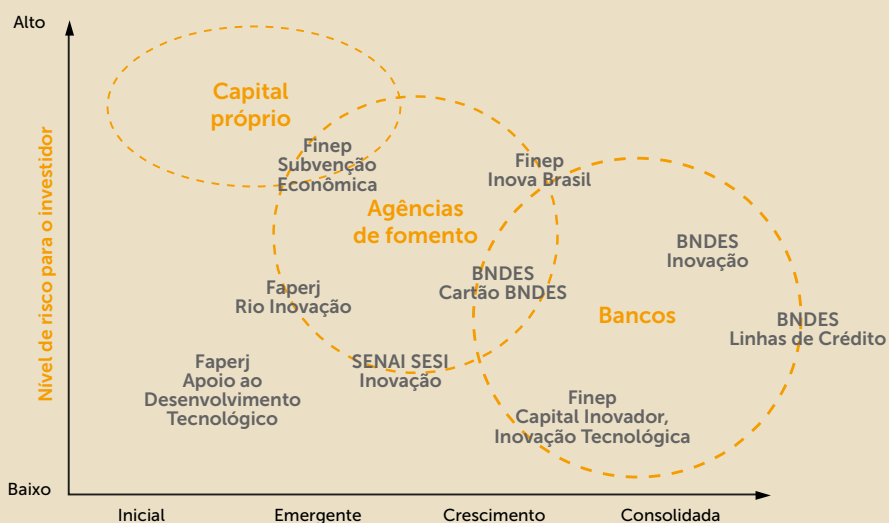 Alto
Nível de risco para o investidor
Capital
próprio
Finep
Subvenção
Econômica
Finep
Inova Brasil
Agências
de fomento
BNDES
Inovação
BNDES
Cartão BNDES
Faperj
Rio Inovação
Bancos
BNDES
Linhas de Crédito
Faperj
Apoio ao
Desenvolvimento
Tecnológico
SENAI SESI
Inovação
Finep
Capital Inovador,
Inovação Tecnológica
Baixo
Inicial
Emergente
Crescimento
Consolidada